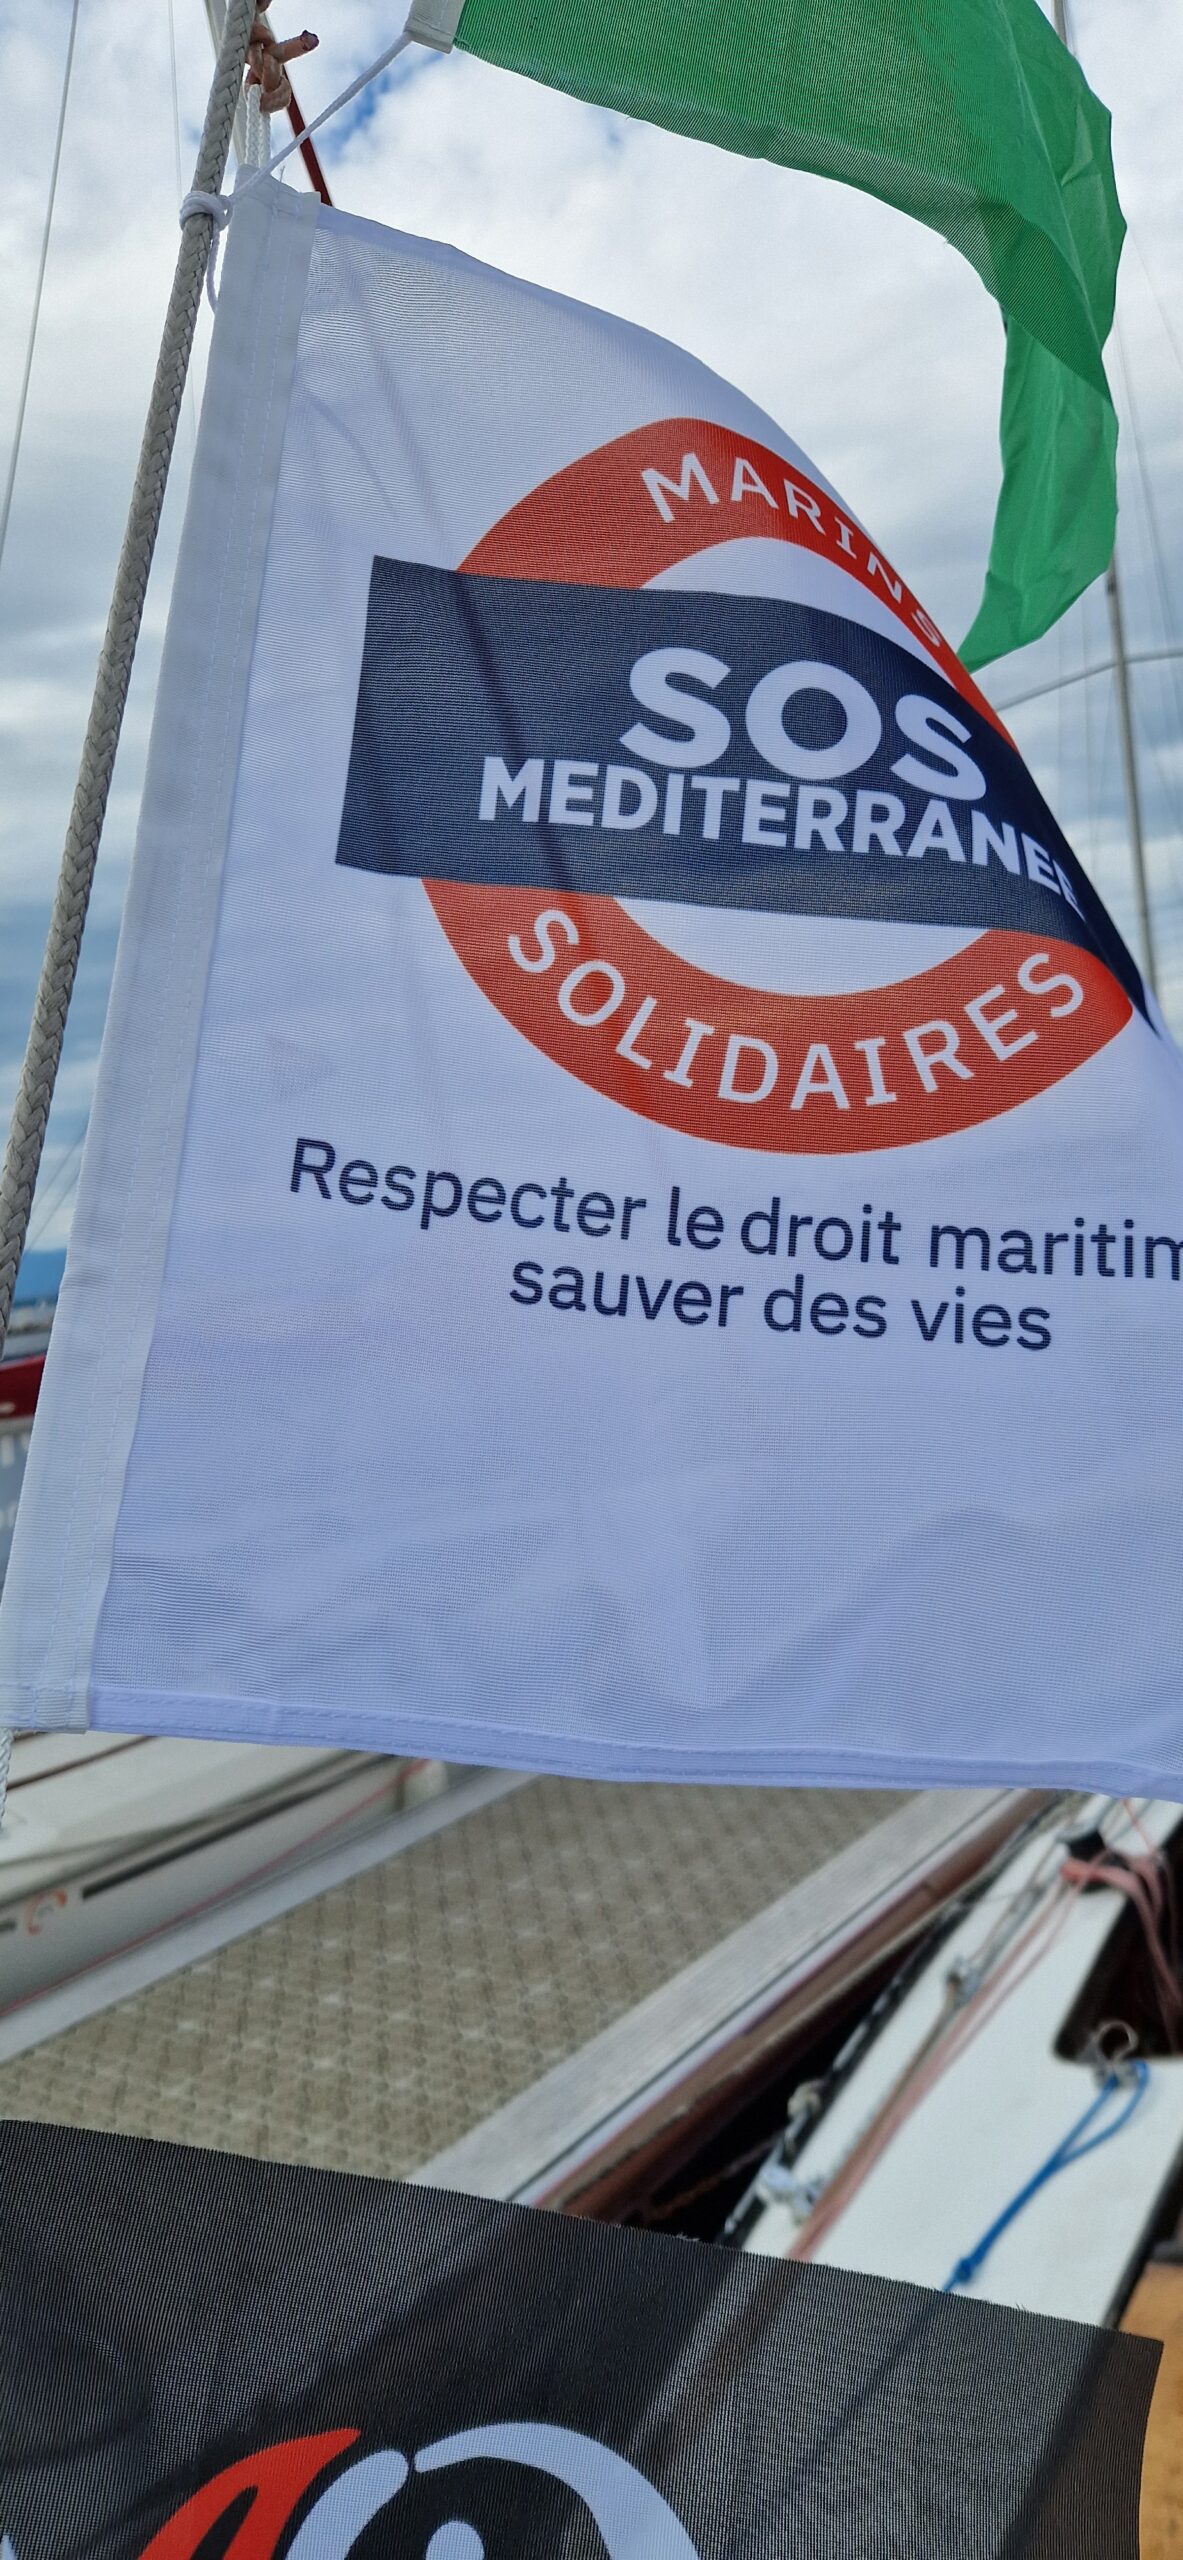 MARINS
SOS
MEDITERRANEE
SOLIDAIRES
Respecter le droit maritim
sauver des vies